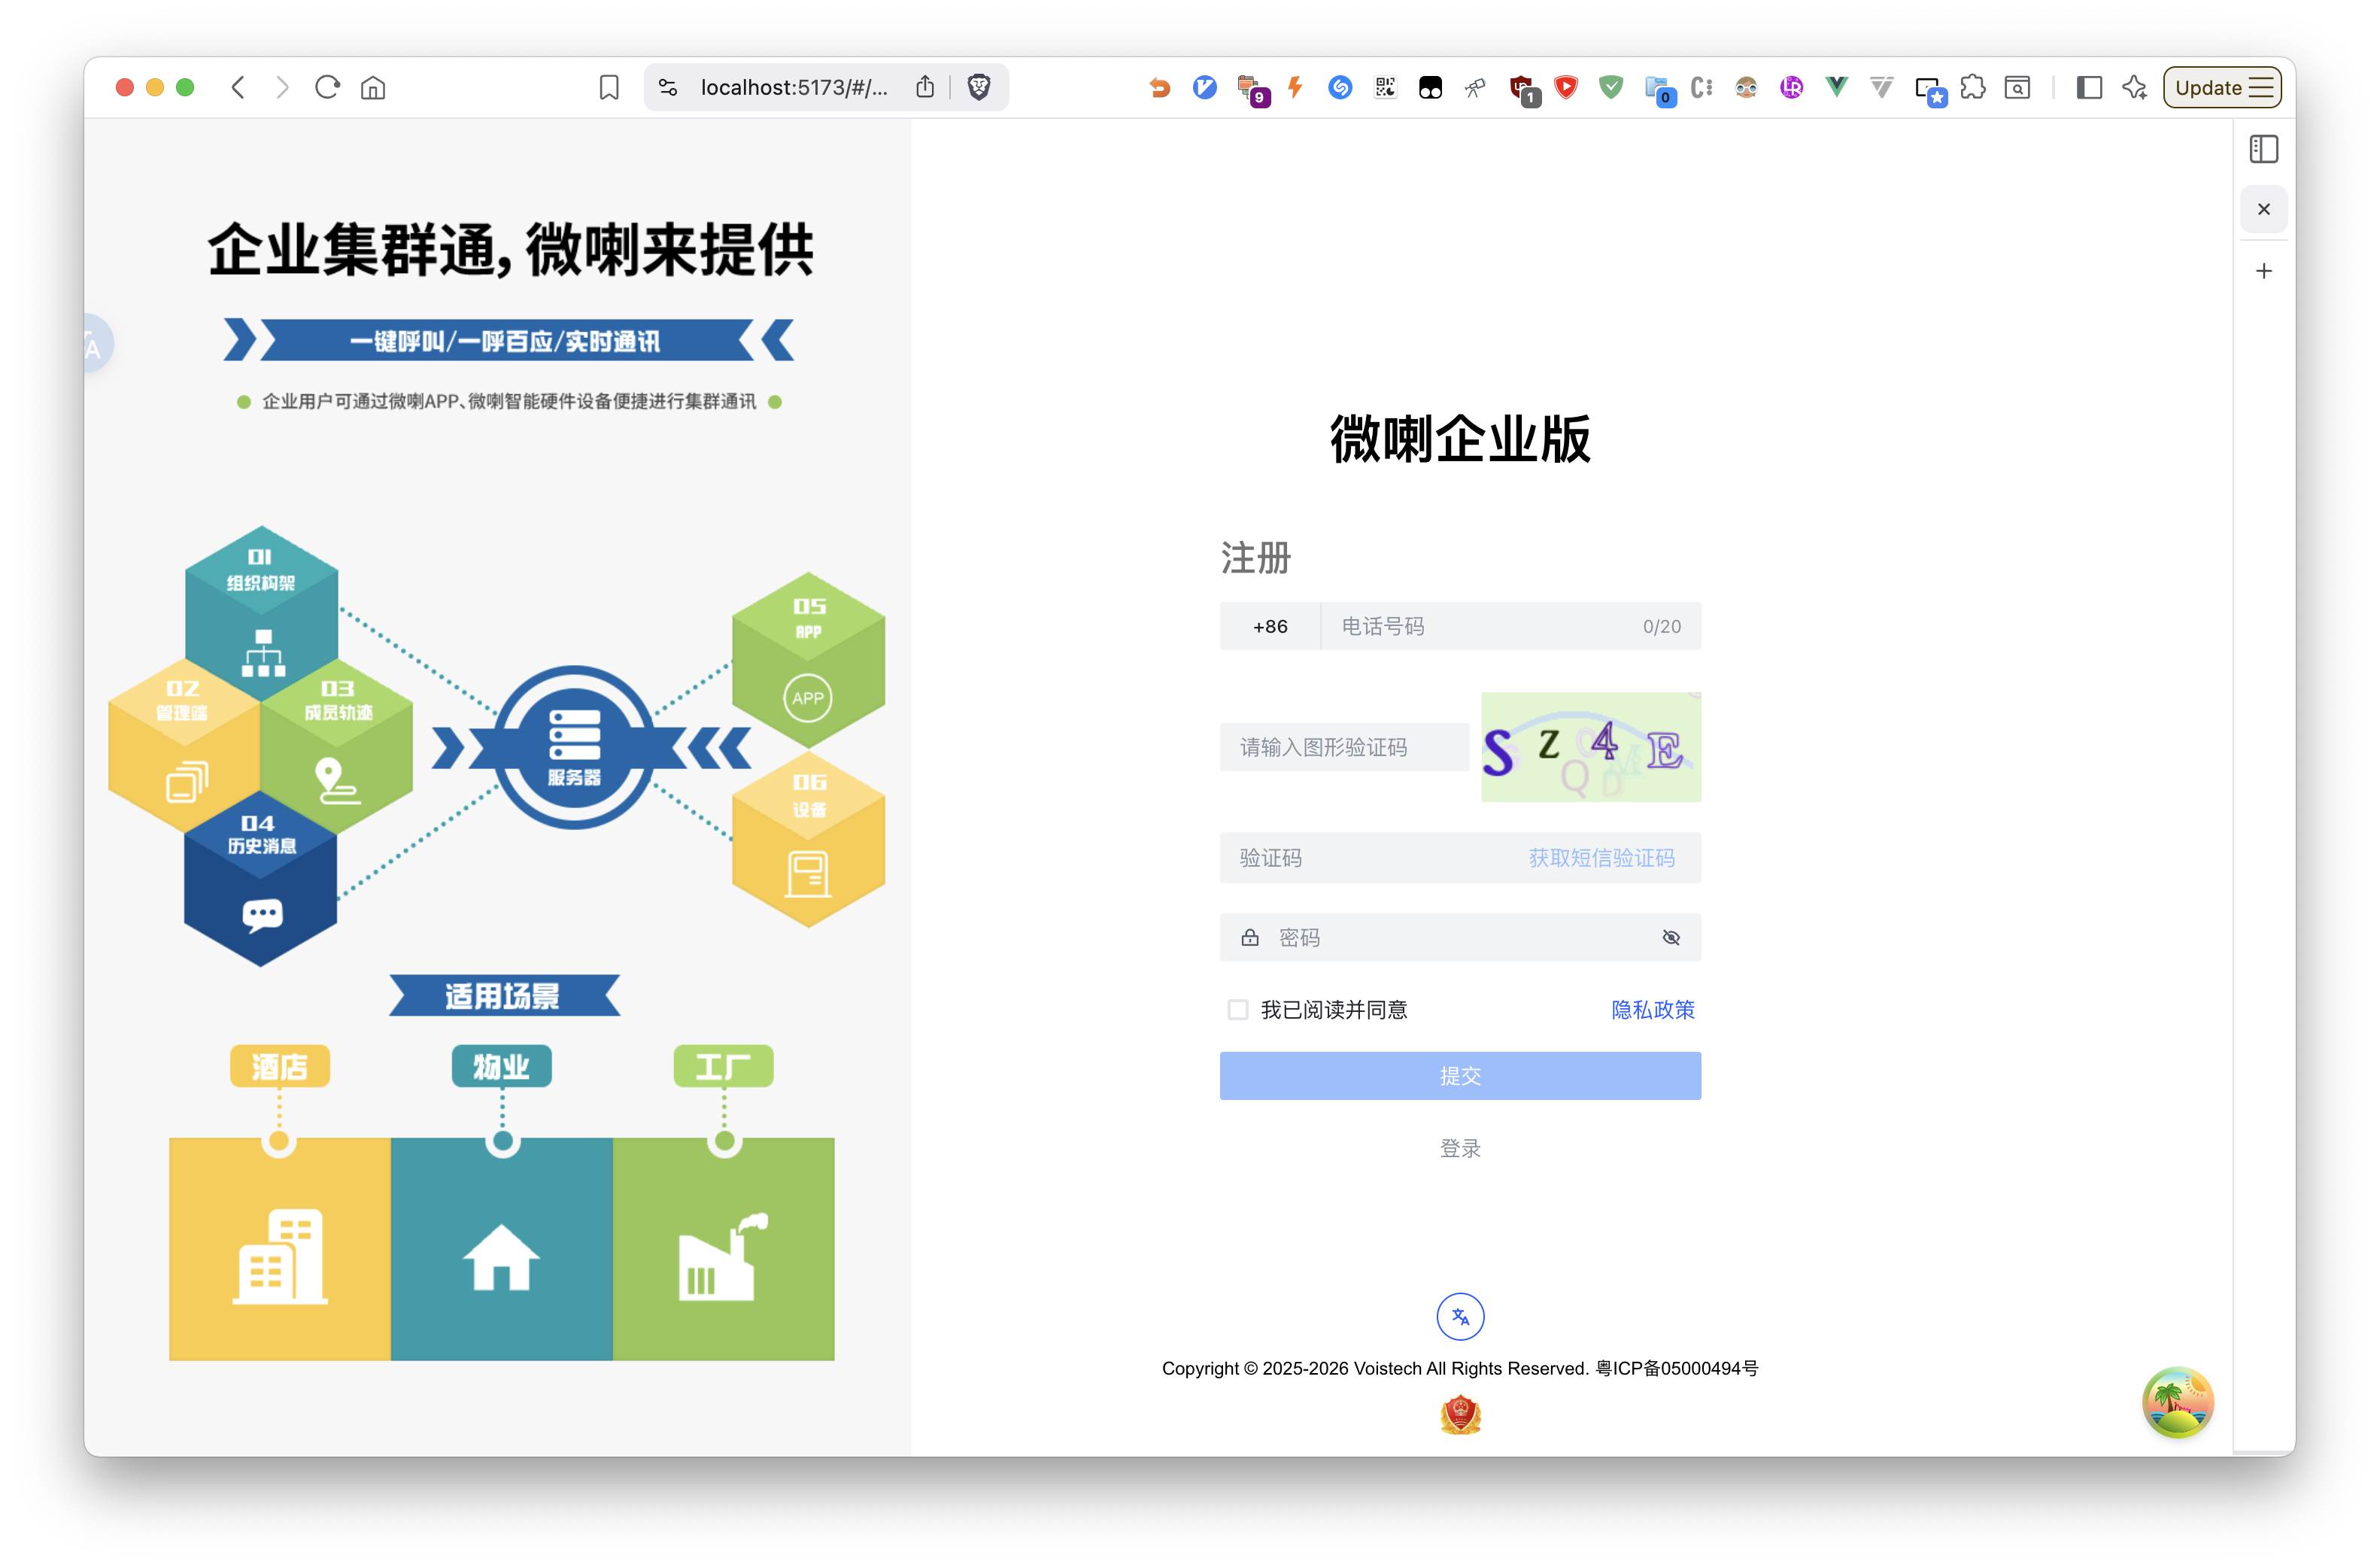 localhost:5173/#/...
9
1
0
Update
企业集群通，微喇来提供
一键呼叫/一呼百应/实时通讯
企业用户可通过微喇APP、微喇智能硬件设备便捷进行集群通讯
01
组织构架
02
管理端
03
成员轨迹
04
历史消息
服务器
05
APP
APP
06
设备
适用场景
酒店
物业
工厂
微喇企业版
注册
+86
电话号码
0/20
请输入图形验证码
S Z 4 E
验证码
获取短信验证码
密码
我已阅读并同意
隐私政策
提交
登录
Copyright © 2025-2026 Voistech All Rights Reserved. 粤ICP备05000494号